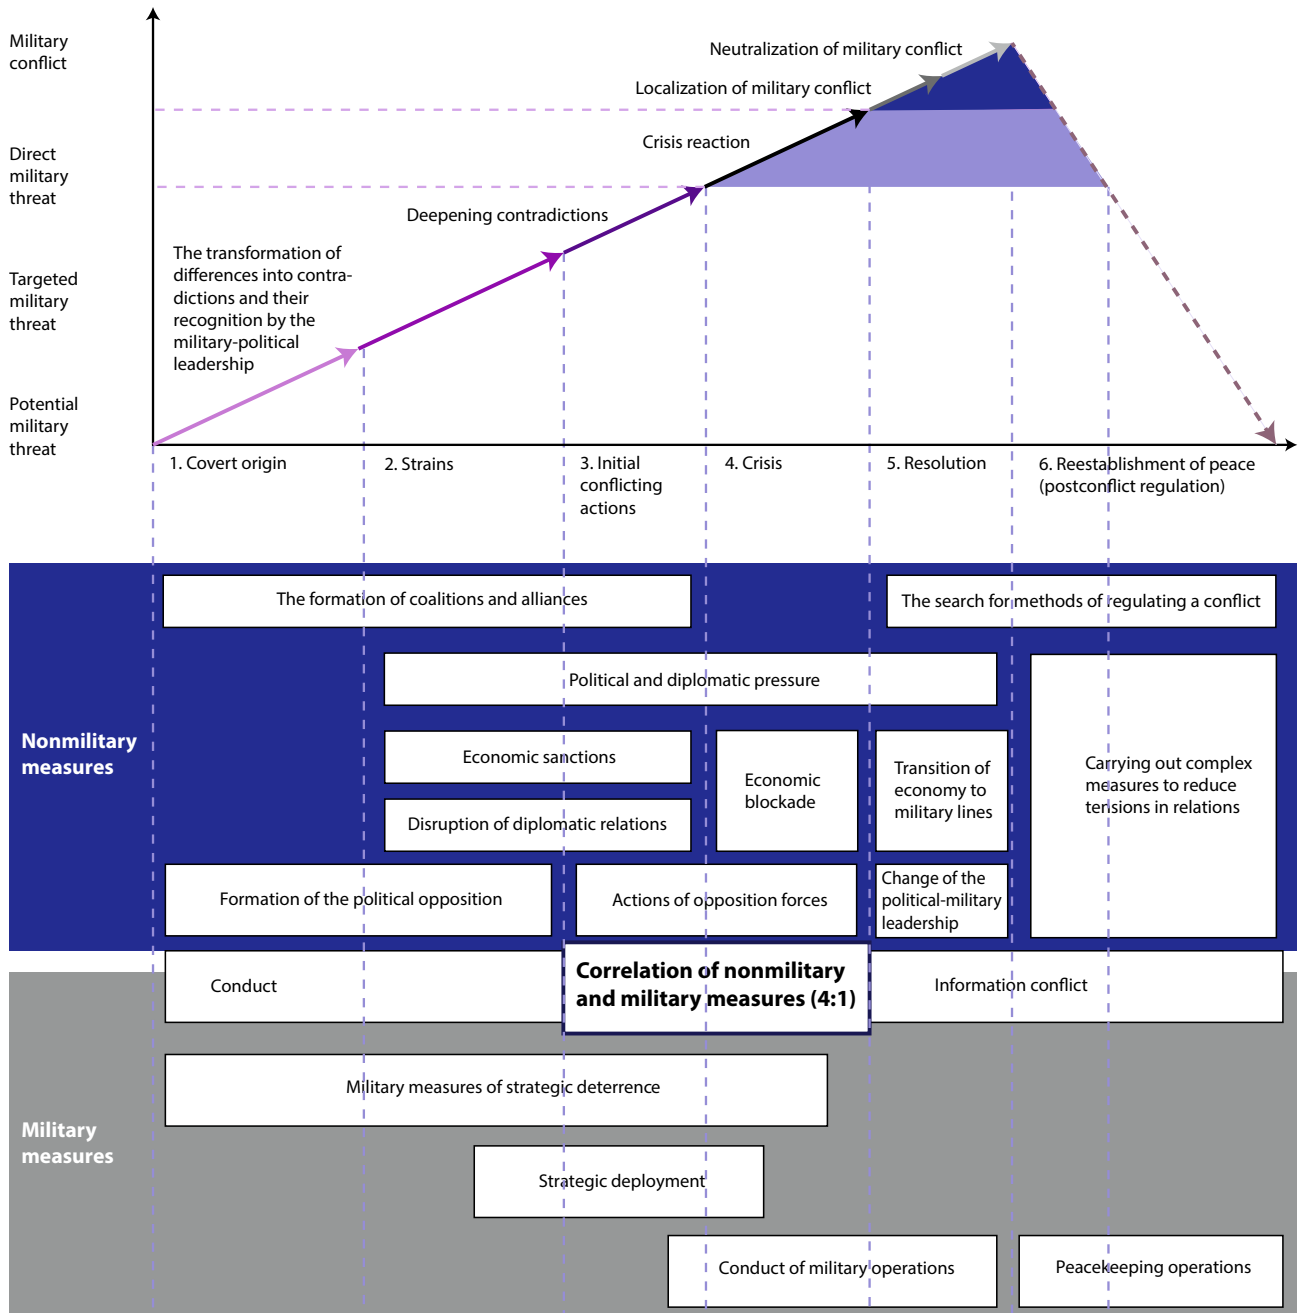 Military
conflict
Direct
military
threat
Targeted
military
threat
Potential
military
threat
Neutralization of military conflict
Localization of military conflict
Crisis reaction
Deepening contradictions
The transformation of
differences into contra-
dictions and their
recognition by the
military-political
leadership
1. Covert origin
2. Strains
3. Initial
conflicting
actions
4. Crisis
5. Resolution
6. Reestablishment of peace
(postconflict regulation)
Nonmilitary
measures
The formation of coalitions and alliances
The search for methods of regulating a conflict
Political and diplomatic pressure
Economic sanctions
Disruption of diplomatic relations
Economic
blockade
Transition of
economy to
military lines
Carrying out complex
measures to reduce
tensions in relations
Formation of the political opposition
Actions of opposition forces
Change of the
political-military
leadership
Conduct
Correlation of nonmilitary
and military measures (4:1)
Information conflict
Military
measures
Military measures of strategic deterrence
Strategic deployment
Conduct of military operations
Peacekeeping operations